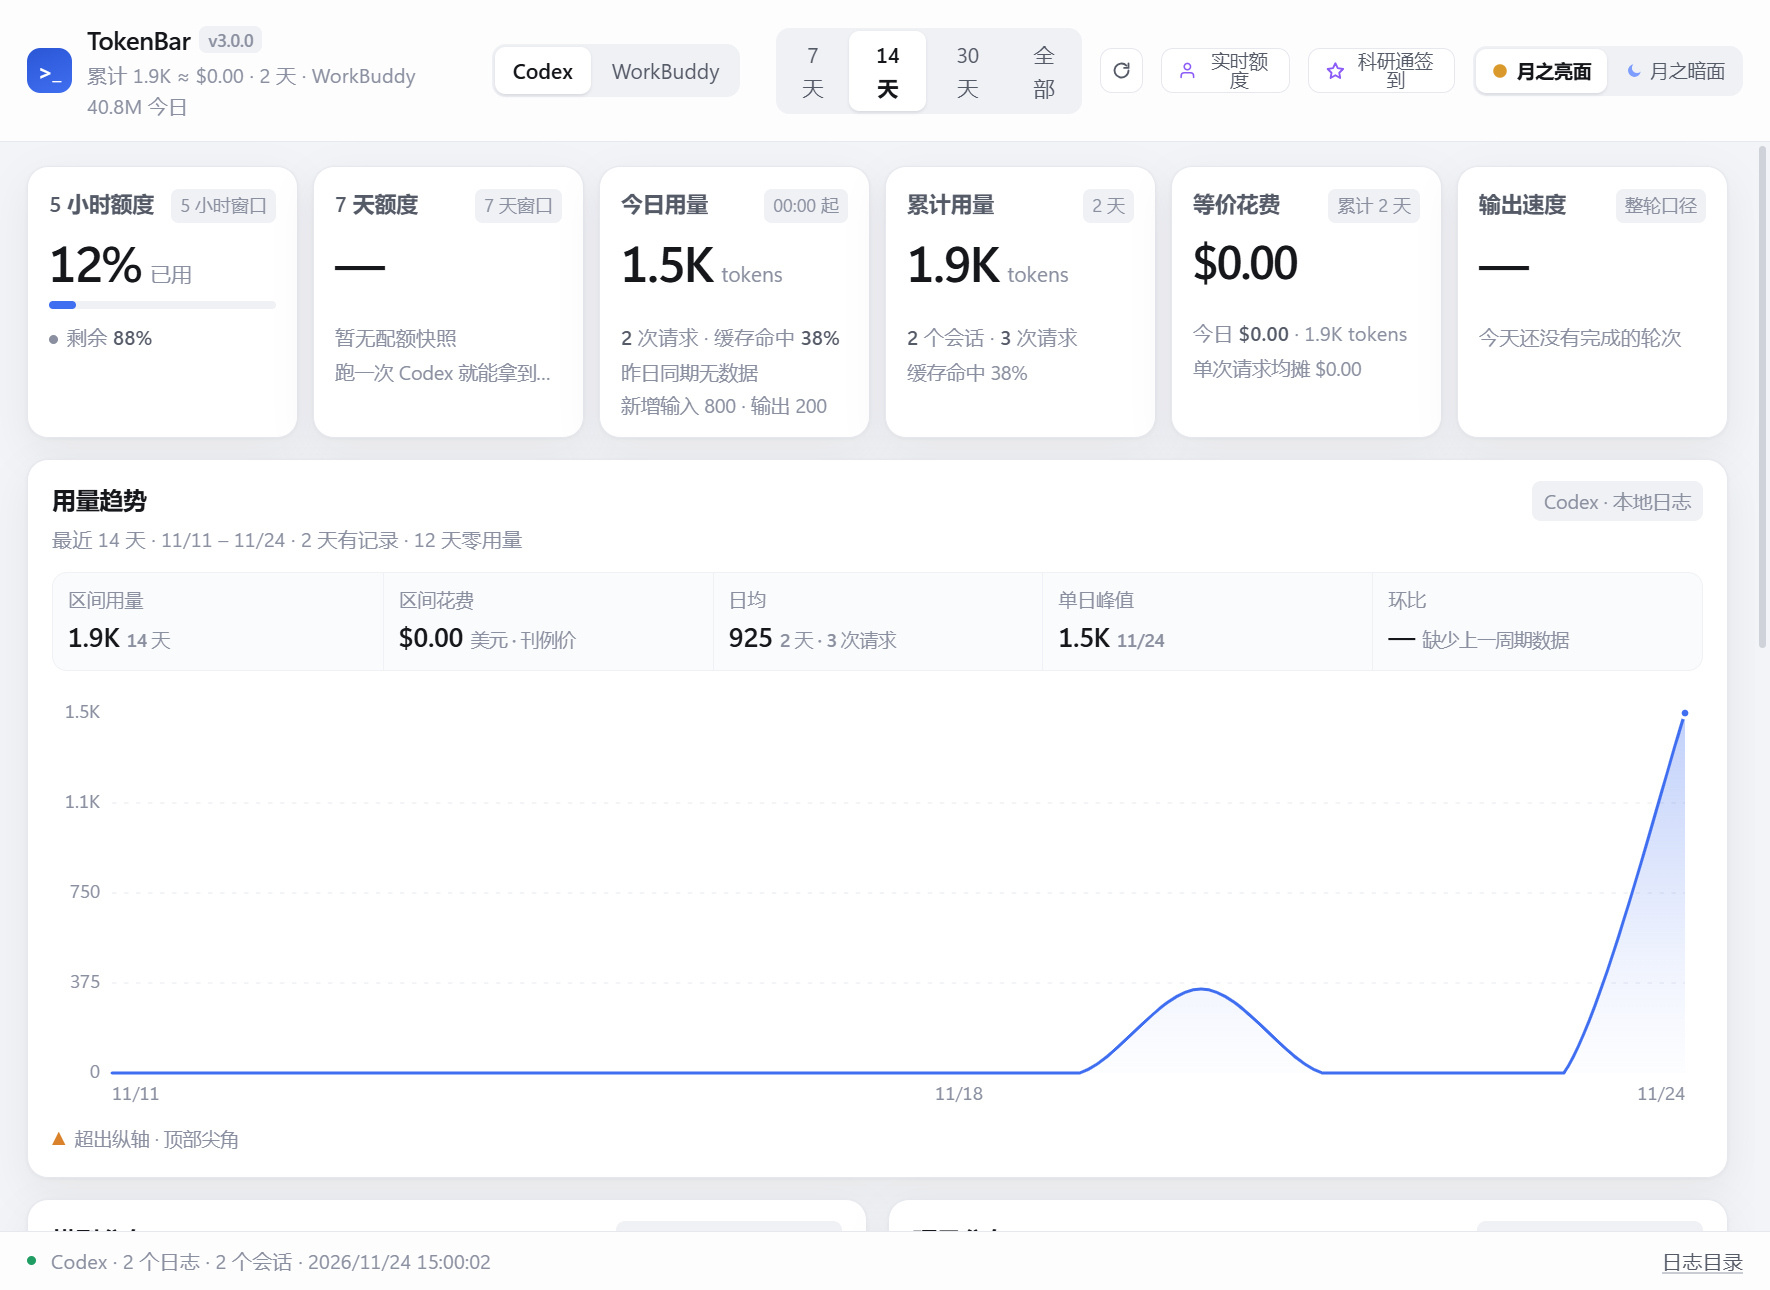 TokenBar v3.0.0
累计 1.9K ≈ $0.00 · 2 天 · WorkBuddy
40.8M 今日
Codex WorkBuddy
7 天
14 天
30 天
全部
实时额度
科研通签到
月之亮面 月之暗面
5 小时额度 5 小时窗口
12% 已用
剩余 88%
7 天额度 7 天窗口
—
暂无配额快照
跑一次 Codex 就能拿到...
今日用量 00:00 起
1.5K tokens
2 次请求 · 缓存命中 38%
昨日同期无数据
新增输入 800 · 输出 200
累计用量 2 天
1.9K tokens
2 个会话 · 3 次请求
缓存命中 38%
等价花费 累计 2 天
$0.00
今日 $0.00 · 1.9K tokens
单次请求均摊 $0.00
输出速度 整轮口径
—
今天还没有完成的轮次
用量趋势 Codex · 本地日志
最近 14 天 · 11/11 – 11/24 · 2 天有记录 · 12 天零用量
区间用量
1.9K 14 天
区间花费
$0.00 美元 · 刊例价
日均
925 2 天 · 3 次请求
单日峰值
1.5K 11/24
环比
— 缺少上一周期数据
1.5K
1.1K
750
375
0
11/11 11/18 11/24
超出纵轴 · 顶部尖角
Codex · 2 个日志 · 2 个会话 · 2026/11/24 15:00:02 日志目录